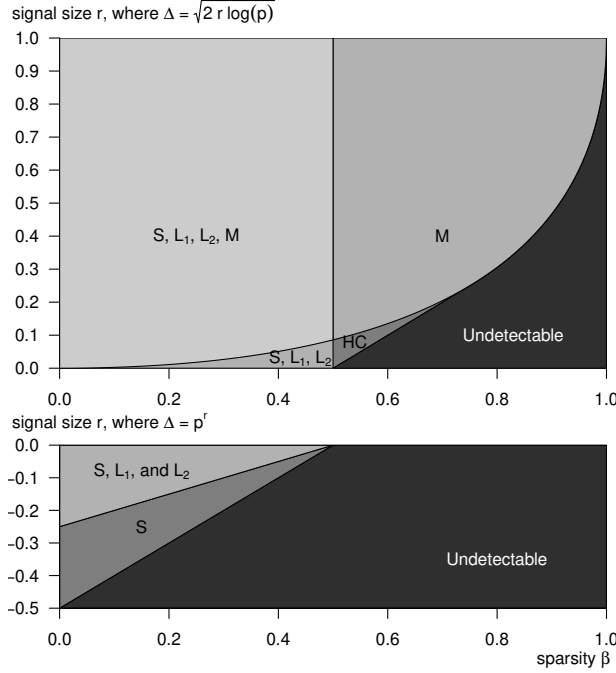 signal size r, where Δ = √2 r log(p)
1.0
0.9
0.8
0.7
0.6
0.5
0.4
0.3
0.2
0.1
0.0
S, L₁, L₂, M
M
HC
S, L₁, L₂
Undetectable
0.0 0.2 0.4 0.6 0.8 1.0
signal size r, where Δ = pʳ
0.0
−0.1
−0.2
−0.3
−0.4
−0.5
S, L₁, and L₂
S
Undetectable
0.0 0.2 0.4 0.6 0.8 1.0
sparsity β